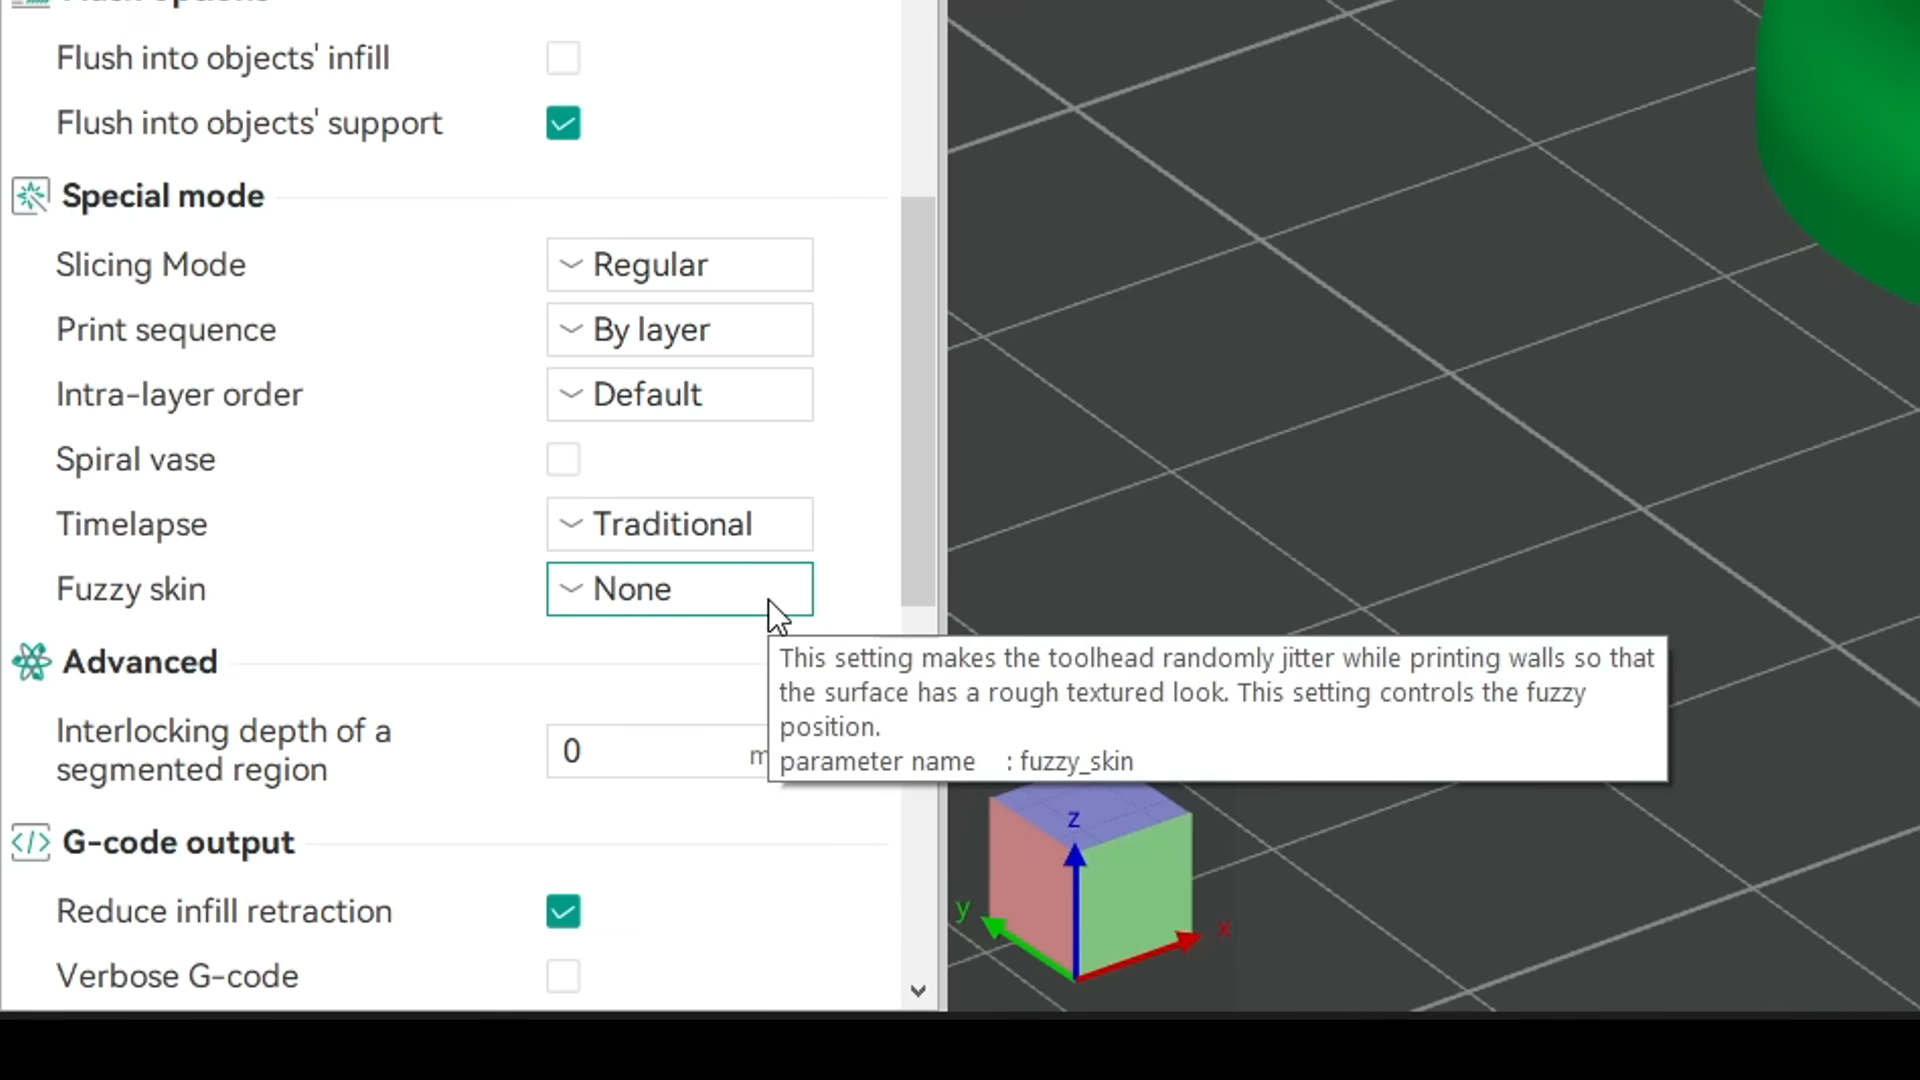 Flush options
Flush into objects' infill
Flush into objects' support
Special mode
Slicing Mode
Regular
Print sequence
By layer
Intra-layer order
Default
Spiral vase
Timelapse
Traditional
Fuzzy skin
None
This setting makes the toolhead randomly jitter while printing walls so that
the surface has a rough textured look. This setting controls the fuzzy
position.
parameter name : fuzzy_skin
Advanced
Interlocking depth of a
segmented region
0
G-code output
Reduce infill retraction
Verbose G-code
z
y
x